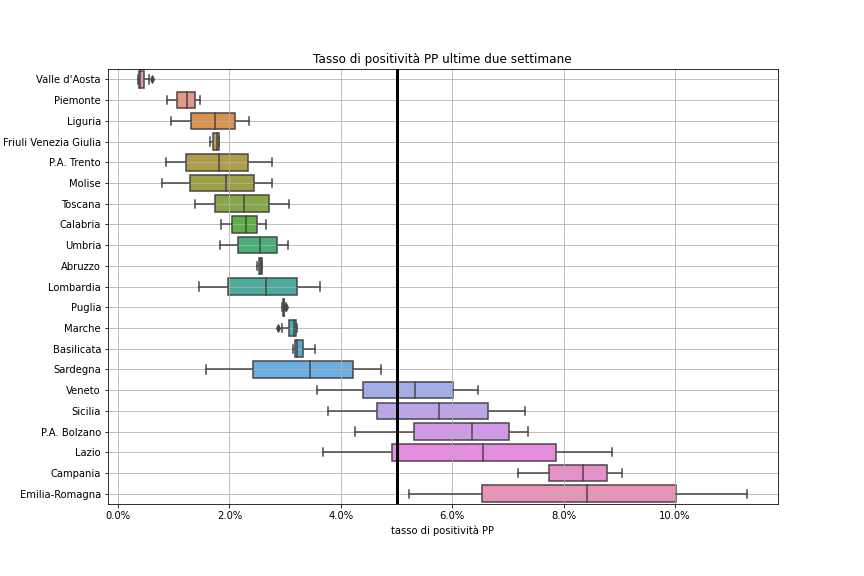 Tasso di positività PP ultime due settimane
Valle d'Aosta
Piemonte
Liguria
Friuli Venezia Giulia
P.A. Trento
Molise
Toscana
Calabria
Umbria
Abruzzo
Lombardia
Puglia
Marche
Basilicata
Sardegna
Veneto
Sicilia
P.A. Bolzano
Lazio
Campania
Emilia-Romagna
0.0% 2.0% 4.0% 6.0% 8.0% 10.0%
tasso di positività PP